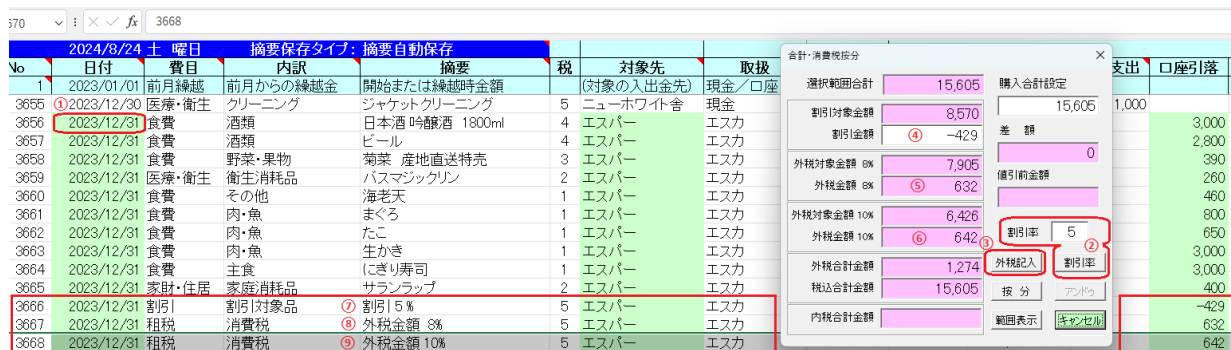 570 fx 3668
2024/8/24 土 曜日 摘要保存タイプ: 摘要自動保存
No 日付 費目 内訳 摘要 税 対象先 取扱 支出 口座引落
1 2023/01/01 前月繰越 前月からの繰越金 開始または繰越時金額 (対象の入出金先) 現金／口座
3655 ①2023/12/30 医療・衛生 クリーニング ジャケットクリーニング 5 ニューホワイト舎 現金 1,000
3656 2023/12/31 食費 酒類 日本酒 吟醸酒 1800ml 4 エスパー エスカ 3,000
3657 2023/12/31 食費 酒類 ビール 4 エスパー エスカ 2,800
3658 2023/12/31 食費 野菜・果物 菊菜 産地直送特売 3 エスパー エスカ 390
3659 2023/12/31 医療・衛生 衛生消耗品 バスマジックリン 2 エスパー エスカ 260
3660 2023/12/31 食費 その他 海老天 1 エスパー エスカ 460
3661 2023/12/31 食費 肉・魚 まぐろ 1 エスパー エスカ 800
3662 2023/12/31 食費 肉・魚 たこ 1 エスパー エスカ 650
3663 2023/12/31 食費 肉・魚 生かき 1 エスパー エスカ 3,000
3664 2023/12/31 食費 主食 にぎり寿司 1 エスパー エスカ 3,000
3665 2023/12/31 家財・住居 家庭消耗品 サランラップ 2 エスパー エスカ 400
3666 2023/12/31 割引 割引対象品 ⑦ 割引５% 5 エスパー エスカ -429
3667 2023/12/31 租税 消費税 ⑧ 外税金額 8% 5 エスパー エスカ 632
3668 2023/12/31 租税 消費税 ⑨ 外税金額 10% 5 エスパー エスカ 642
合計・消費税按分 ×
選択範囲合計 15,605 購入合計設定
15,605
割引対象金額 8,570
割引金額 ④ -429 差 額
0
外税対象金額 8% 7,905
外税金額 8% ⑤ 632 値引前金額
外税対象金額 10% 6,426
外税金額 10% ⑥ 642 割引率 5
③ ②
外税合計金額 1,274 外税記入 割引率
税込合計金額 15,605 按 分 アンドゥ
内税合計金額 範囲表示 キャンセル